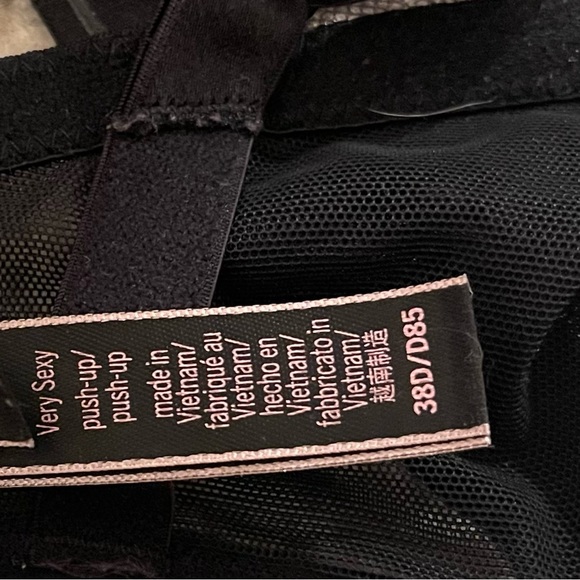 Very Sexy
push-up/
push-up
made in
Vietnam/
fabriqué au
Vietnam/
hecho en
Vietnam/
fabbricato in
Vietnam/
越南制造
38D/D85